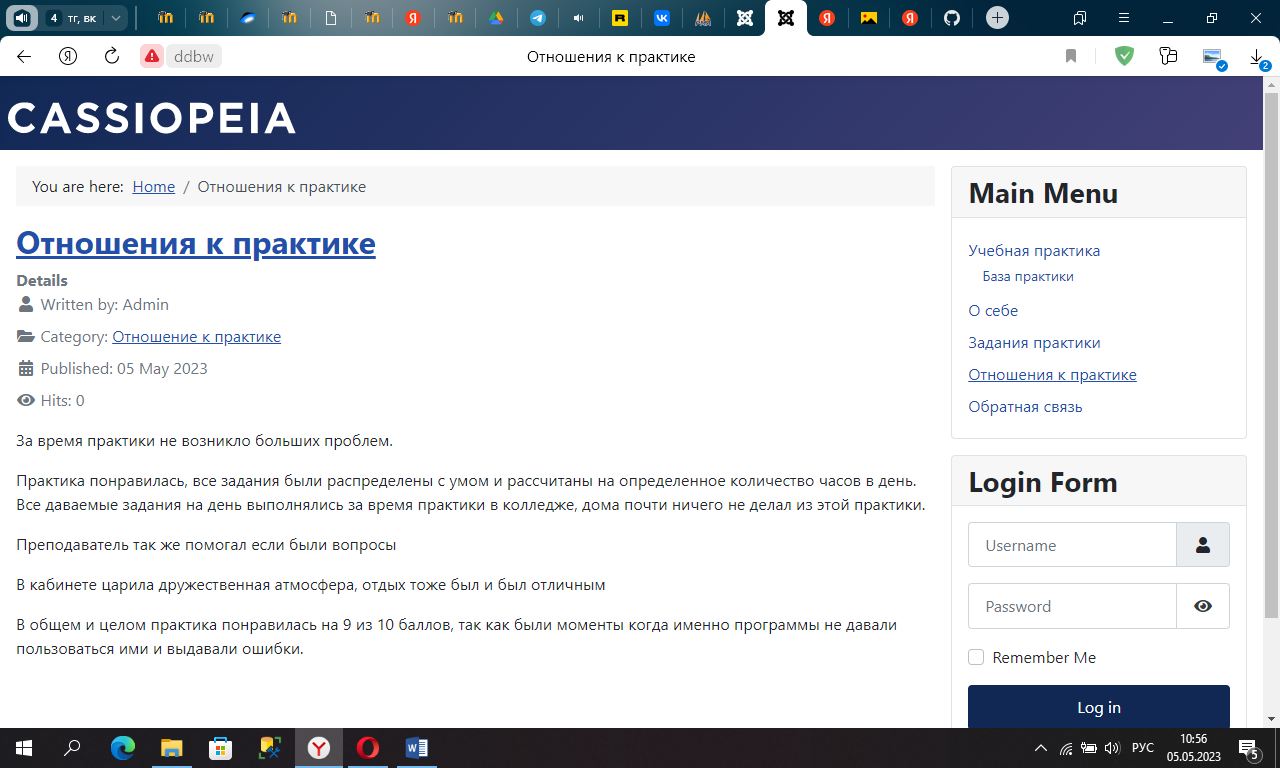 4 тг, вк
ddbw
Отношения к практике
2
CASSIOPEIA
You are here: Home / Отношения к практике
Отношения к практике
Details
Written by: Admin
Category: Отношение к практике
Published: 05 May 2023
Hits: 0
За время практики не возникло больших проблем.
Практика понравилась, все задания были распределены с умом и рассчитаны на определенное количество часов в день.
Все даваемые задания на день выполнялись за время практики в колледже, дома почти ничего не делал из этой практики.
Преподаватель так же помогал если были вопросы
В кабинете царила дружественная атмосфера, отдых тоже был и был отличным
В общем и целом практика понравилась на 9 из 10 баллов, так как были моменты когда именно программы не давали
пользоваться ими и выдавали ошибки.
Main Menu
Учебная практика
База практики
О себе
Задания практики
Отношения к практике
Обратная связь
Login Form
Username
Password
Remember Me
Log in
РУС
10:56
05.05.2023
5